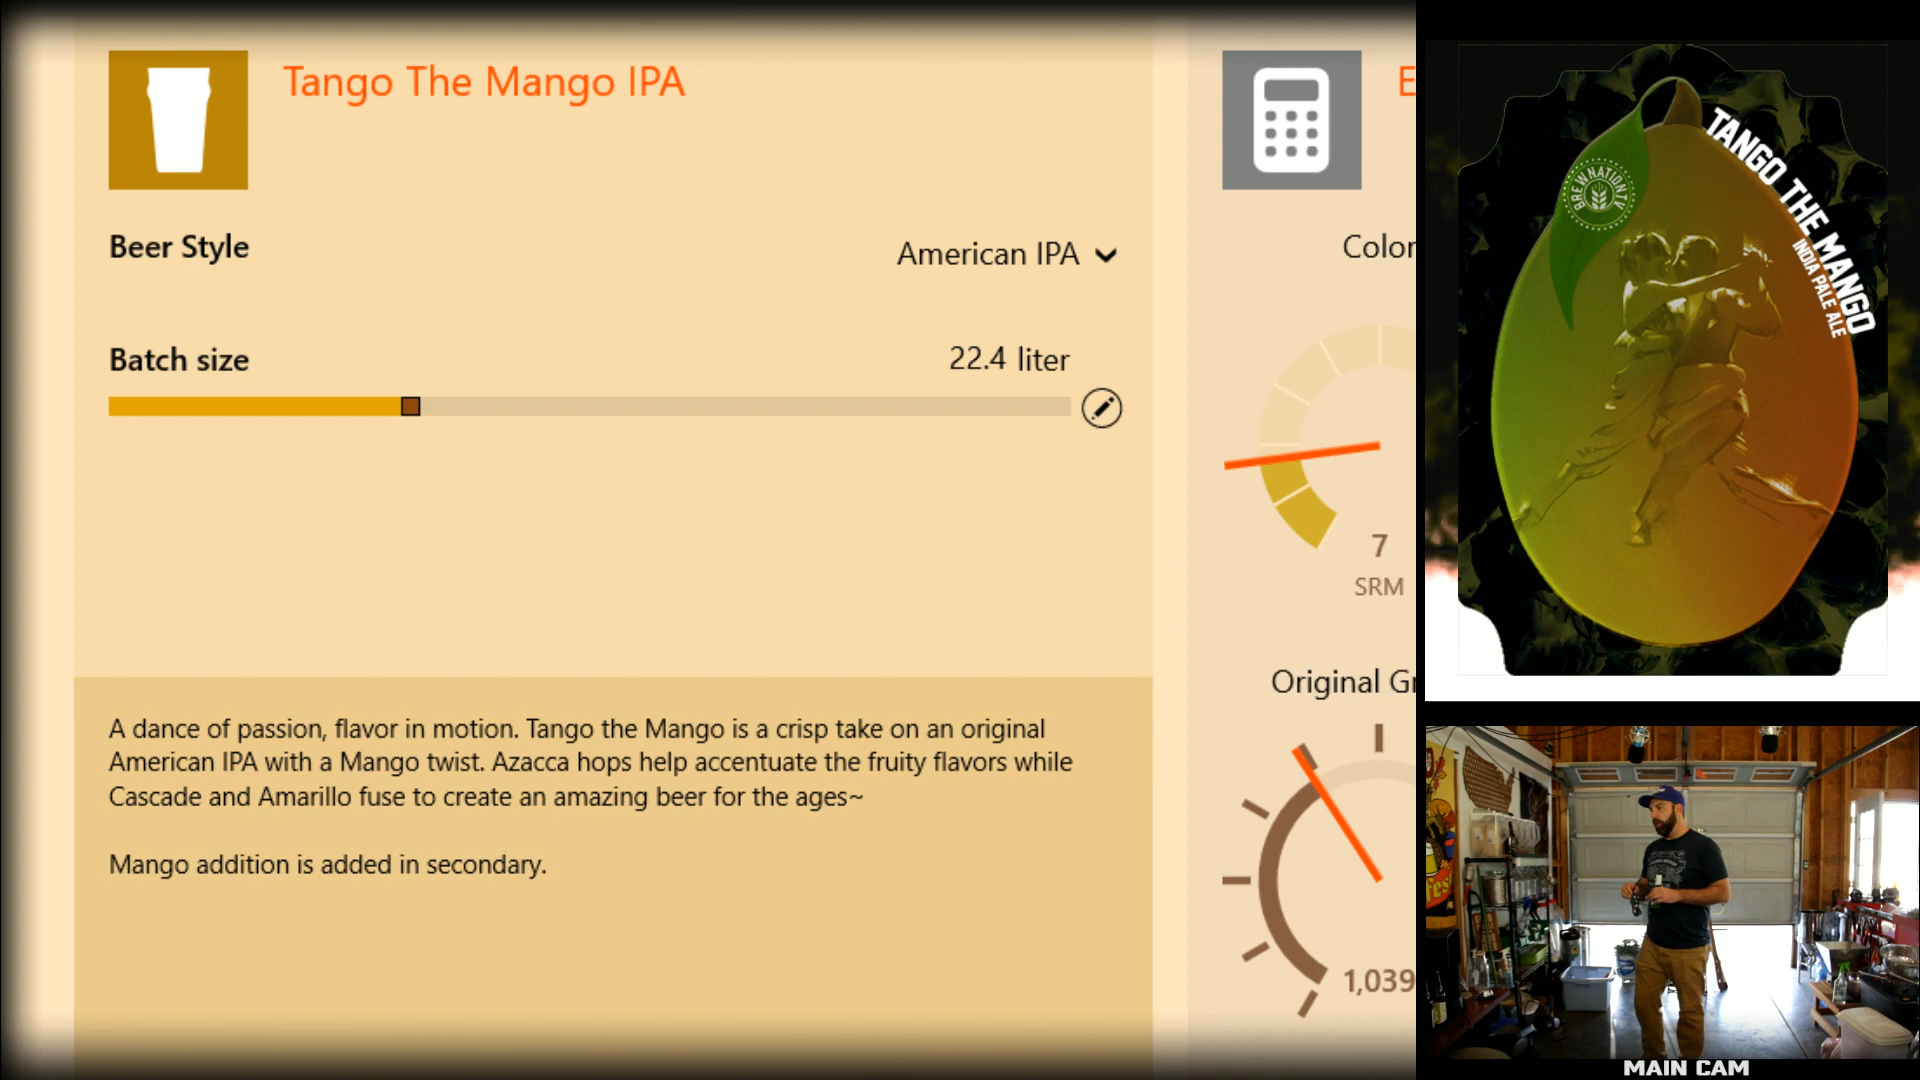 Tango The Mango IPA
Beer Style
American IPA
Batch size
22.4 liter
A dance of passion, flavor in motion. Tango the Mango is a crisp take on an original
American IPA with a Mango twist. Azacca hops help accentuate the fruity flavors while
Cascade and Amarillo fuse to create an amazing beer for the ages~
Mango addition is added in secondary.
E
Color
7
SRM
Original Gr
1,039
TANGO THE MANGO
INDIA PALE ALE
BREWNATIONTV
MAIN CAM